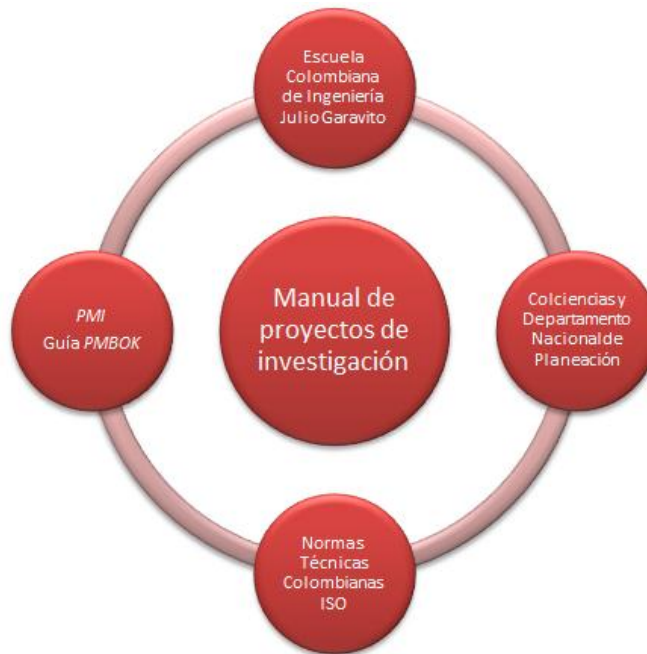 Escuela
Colombiana
de Ingeniería
Julio Garavito
Manual de
proyectos de
investigación
PMI
Guía PMBOK
Colciencias y
Departamento
Nacional de
Planeación
Normas
Técnicas
Colombianas
ISO